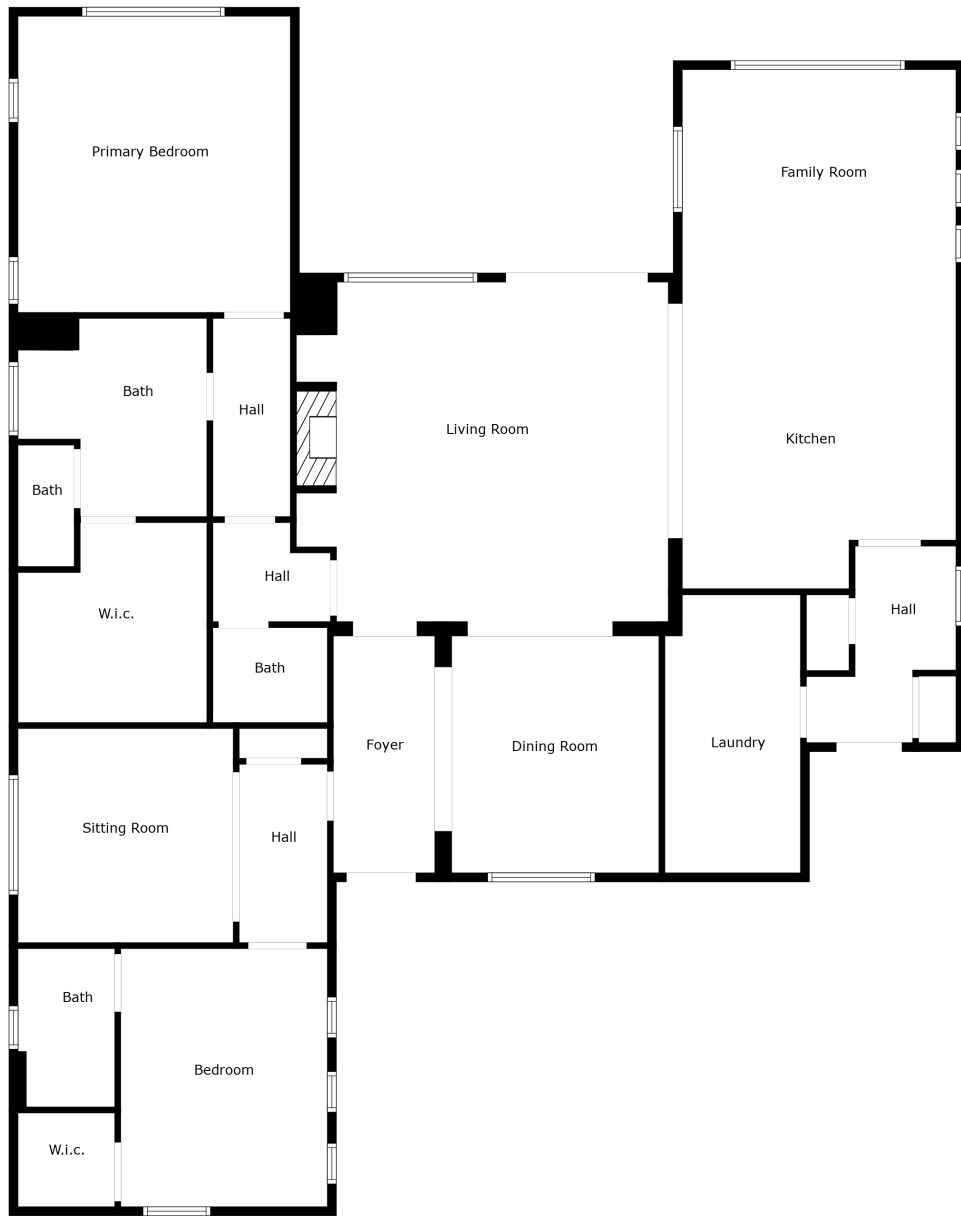 Primary Bedroom
Family Room
Bath
Hall
Living Room
Kitchen
Bath
Hall
W.i.c.
Hall
Bath
Foyer
Dining Room
Laundry
Sitting Room
Hall
Bath
Bedroom
W.i.c.